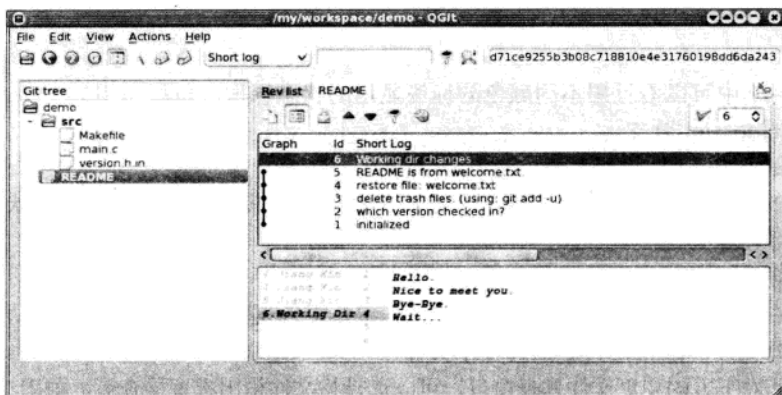 /my/workspace/demo - QGit
File Edit View Actions Help
Short log
d71ce9255b3b08c718810e4e31760198dd6da243
Git tree
demo
src
Makefile
main.c
version.h.in
README
Rev list README
6
Graph Id Short Log
6 Working dir changes
5 README is from welcome.txt.
4 restore file: welcome.txt
3 delete trash files. (using: git add -u)
2 which version checked in?
1 initialized
Hello.
Nice to meet you.
Bye-Bye.
6.Working Dir 4 Wait...